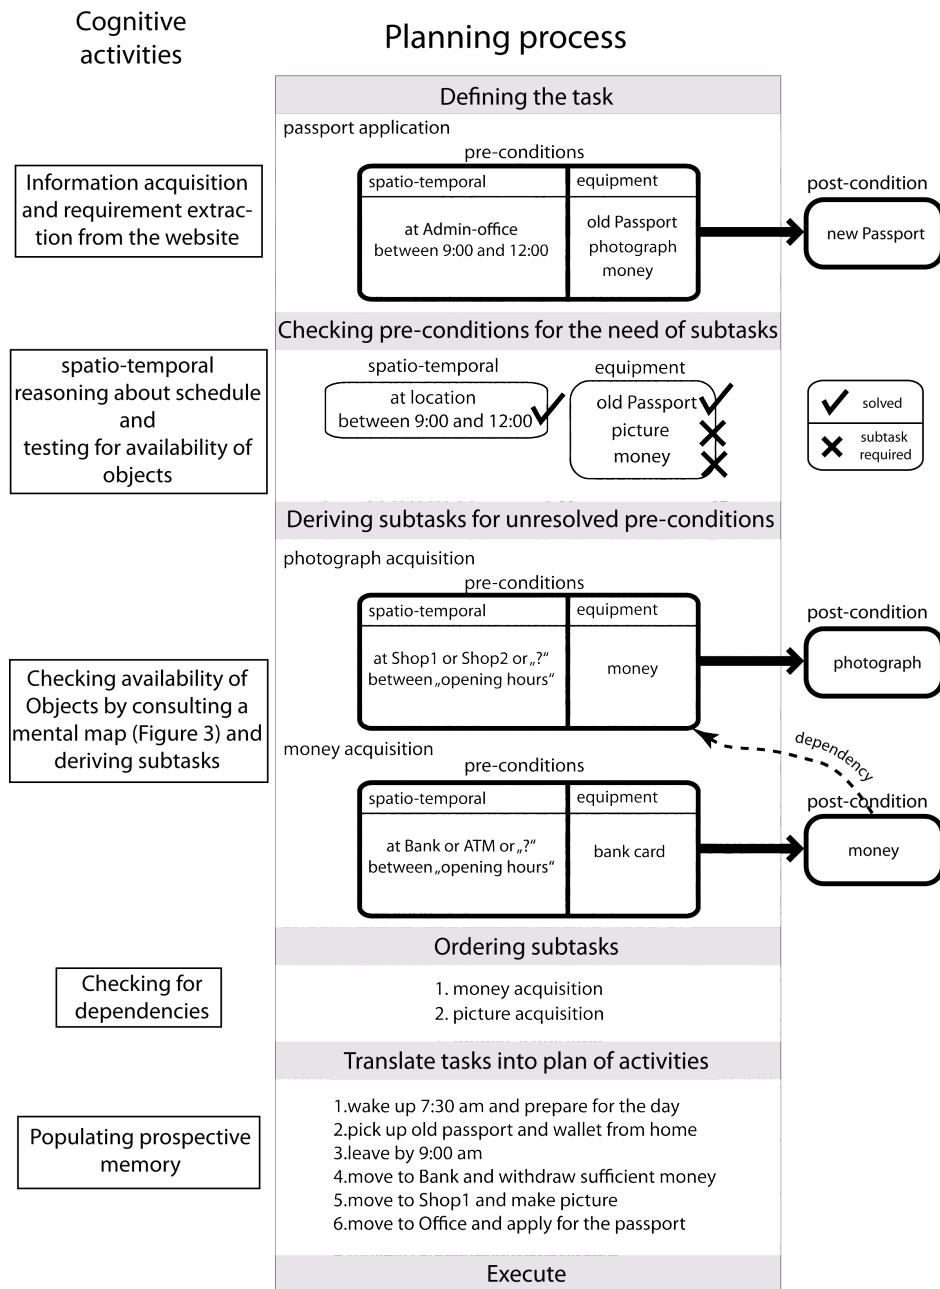 Cognitive
activities
Planning process
Defining the task
passport application
pre-conditions
spatio-temporal
equipment
at Admin-office
between 9:00 and 12:00
old Passport
photograph
money
post-condition
new Passport
Information acquisition
and requirement extrac-
tion from the website
Checking pre-conditions for the need of subtasks
spatio-temporal
reasoning about schedule
and
testing for availability of
objects
spatio-temporal
at location
between 9:00 and 12:00
equipment
old Passport
picture
money
solved
subtask
required
Deriving subtasks for unresolved pre-conditions
photograph acquisition
pre-conditions
spatio-temporal
equipment
at Shop1 or Shop2 or „?“
between „opening hours“
money
post-condition
photograph
Checking availability of
Objects by consulting a
mental map (Figure 3) and
deriving subtasks
money acquisition
dependency
pre-conditions
spatio-temporal
equipment
at Bank or ATM or „?“
between „opening hours“
bank card
post-condition
money
Ordering subtasks
Checking for
dependencies
1. money acquisition
2. picture acquisition
Translate tasks into plan of activities
Populating prospective
memory
1.wake up 7:30 am and prepare for the day
2.pick up old passport and wallet from home
3.leave by 9:00 am
4.move to Bank and withdraw sufficient money
5.move to Shop1 and make picture
6.move to Office and apply for the passport
Execute